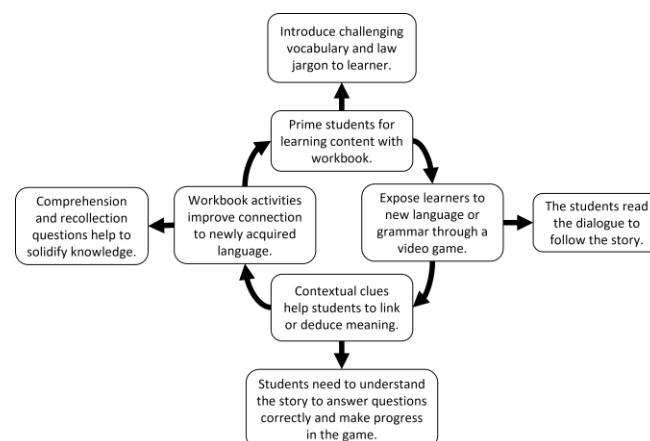 Introduce challenging
vocabulary and law
jargon to learner.
Prime students for
learning content with
workbook.
Comprehension
and recollection
questions help to
solidify knowledge.
Workbook activities
improve connection
to newly acquired
language.
Expose learners to
new language or
grammar through a
video game.
The students read
the dialogue to
follow the story.
Contextual clues
help students to link
or deduce meaning.
Students need to understand
the story to answer questions
correctly and make progress
in the game.